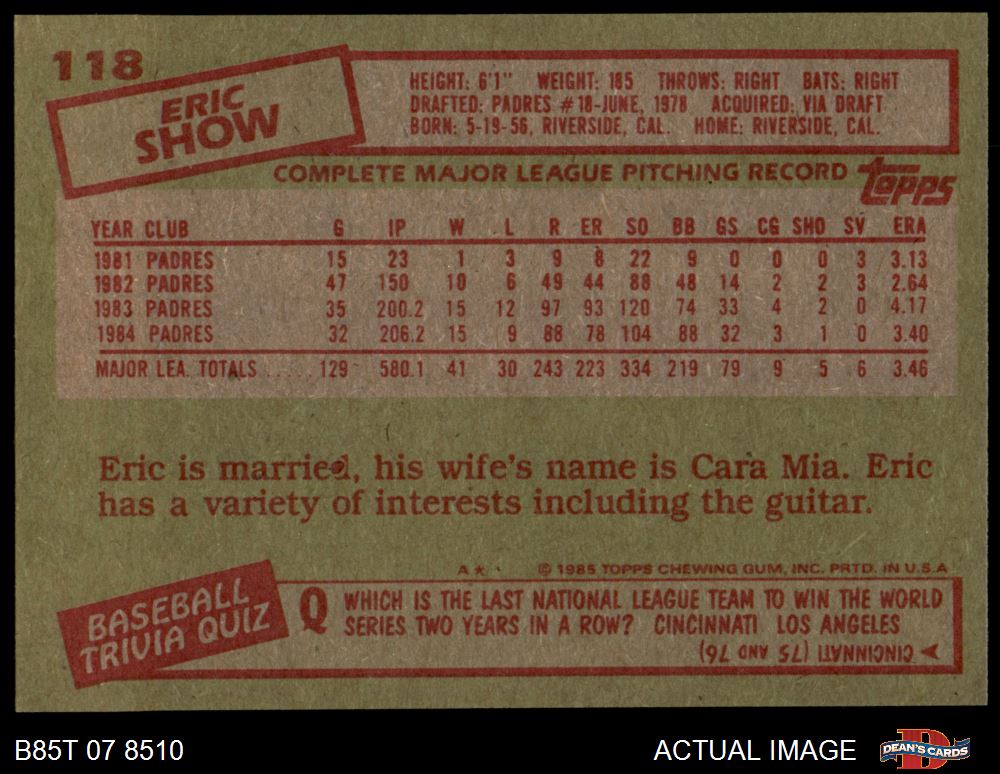 118
ERIC
SHOW
HEIGHT: 6'1" WEIGHT: 185 THROWS: RIGHT BATS: RIGHT
DRAFTED: PADRES #18-JUNE, 1978 ACQUIRED: VIA DRAFT
BORN: 5-19-56, RIVERSIDE, CAL. HOME: RIVERSIDE, CAL.
COMPLETE MAJOR LEAGUE PITCHING RECORD
Topps
YEAR CLUB G IP W L R ER SO BB GS CG SHO SV ERA
1981 PADRES 15 23 1 3 9 8 22 9 0 0 0 3 3.13
1982 PADRES 47 150 10 6 49 44 88 48 14 2 2 3 2.64
1983 PADRES 35 200.2 15 12 97 93 120 74 33 4 2 0 4.17
1984 PADRES 32 206.2 15 9 88 78 104 88 32 3 1 0 3.40
MAJOR LEA. TOTALS ..... 129 580.1 41 30 243 223 334 219 79 9 5 6 3.46
Eric is married, his wife's name is Cara Mia. Eric
has a variety of interests including the guitar.
A★ © 1985 TOPPS CHEWING GUM, INC. PRTD. IN U.S.A
BASEBALL
TRIVIA QUIZ
Q WHICH IS THE LAST NATIONAL LEAGUE TEAM TO WIN THE WORLD
SERIES TWO YEARS IN A ROW? CINCINNATI LOS ANGELES
CINCINNATI (75 AND 76)
B85T 07 8510
ACTUAL IMAGE
DEAN'S CARDS